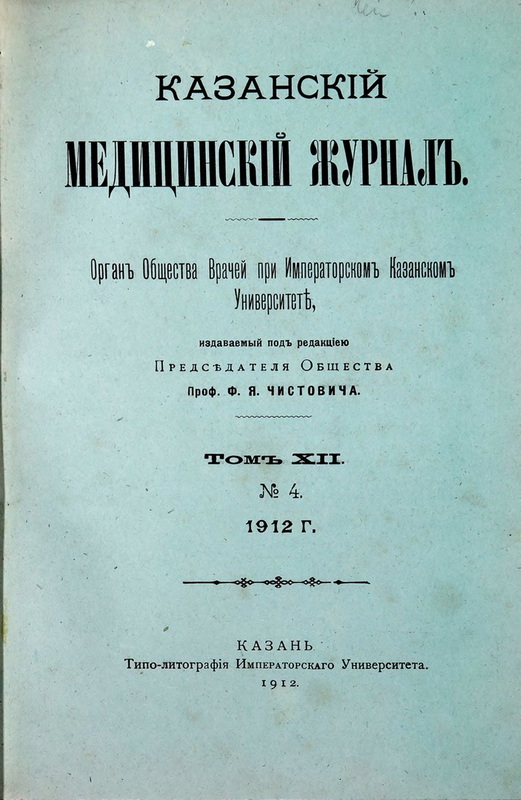 КАЗАНСКІЙ
МЕДИЦИНСКІЙ ЖУРНАЛЪ.
Органъ Общества Врачей при Императорскомъ Казанскомъ
Университетѣ,
издаваемый подъ редакціею
Предсѣдателя Общества
Проф. Ф. Я. ЧИСТОВИЧА.
Томъ XII.
№ 4.
1912 Г.
КАЗАНЬ
Типо-литографія Императорскаго Университета.
1912.